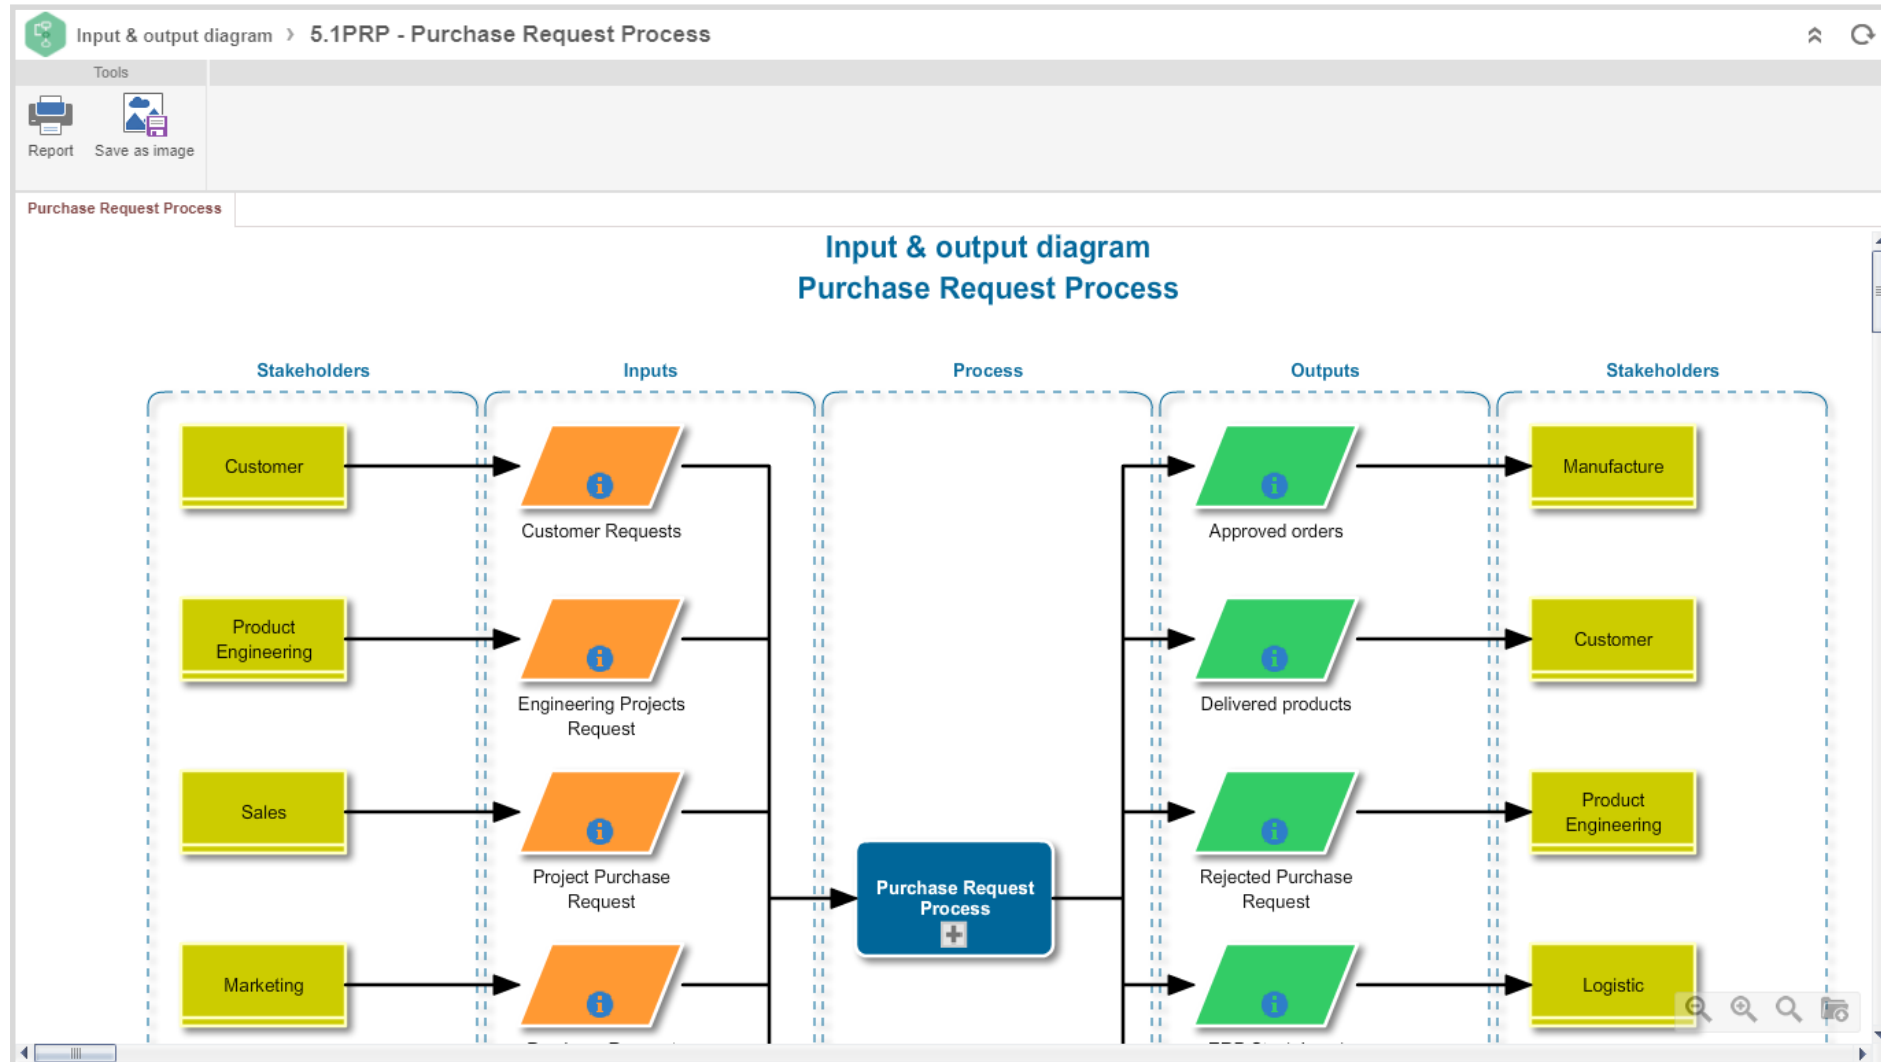 Input & output diagram › 5.1PRP - Purchase Request Process
Tools
Report
Save as image
Purchase Request Process
Input & output diagram
Purchase Request Process
Stakeholders
Inputs
Process
Outputs
Stakeholders
Customer
Customer Requests
Approved orders
Manufacture
Product
Engineering
Engineering Projects
Request
Delivered products
Customer
Sales
Project Purchase
Request
Purchase Request
Process
Rejected Purchase
Request
Product
Engineering
Marketing
Logistic